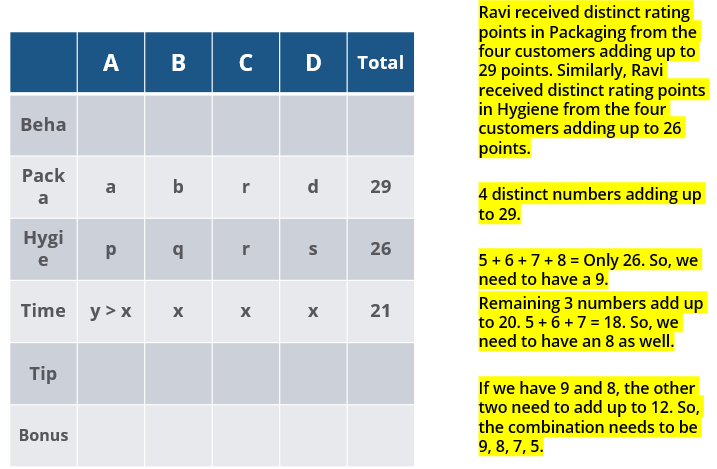 A B C D Total
Beha
Pack
a
a b r d 29
Hygi
e
p q r s 26
Time y > x x x x 21
Tip
Bonus
Ravi received distinct rating
points in Packaging from the
four customers adding up to
29 points. Similarly, Ravi
received distinct rating points
in Hygiene from the four
customers adding up to 26
points.
4 distinct numbers adding up
to 29.
5 + 6 + 7 + 8 = Only 26. So, we
need to have a 9.
Remaining 3 numbers add up
to 20. 5 + 6 + 7 = 18. So, we
need to have an 8 as well.
If we have 9 and 8, the other
two need to add up to 12. So,
the combination needs to be
9, 8, 7, 5.